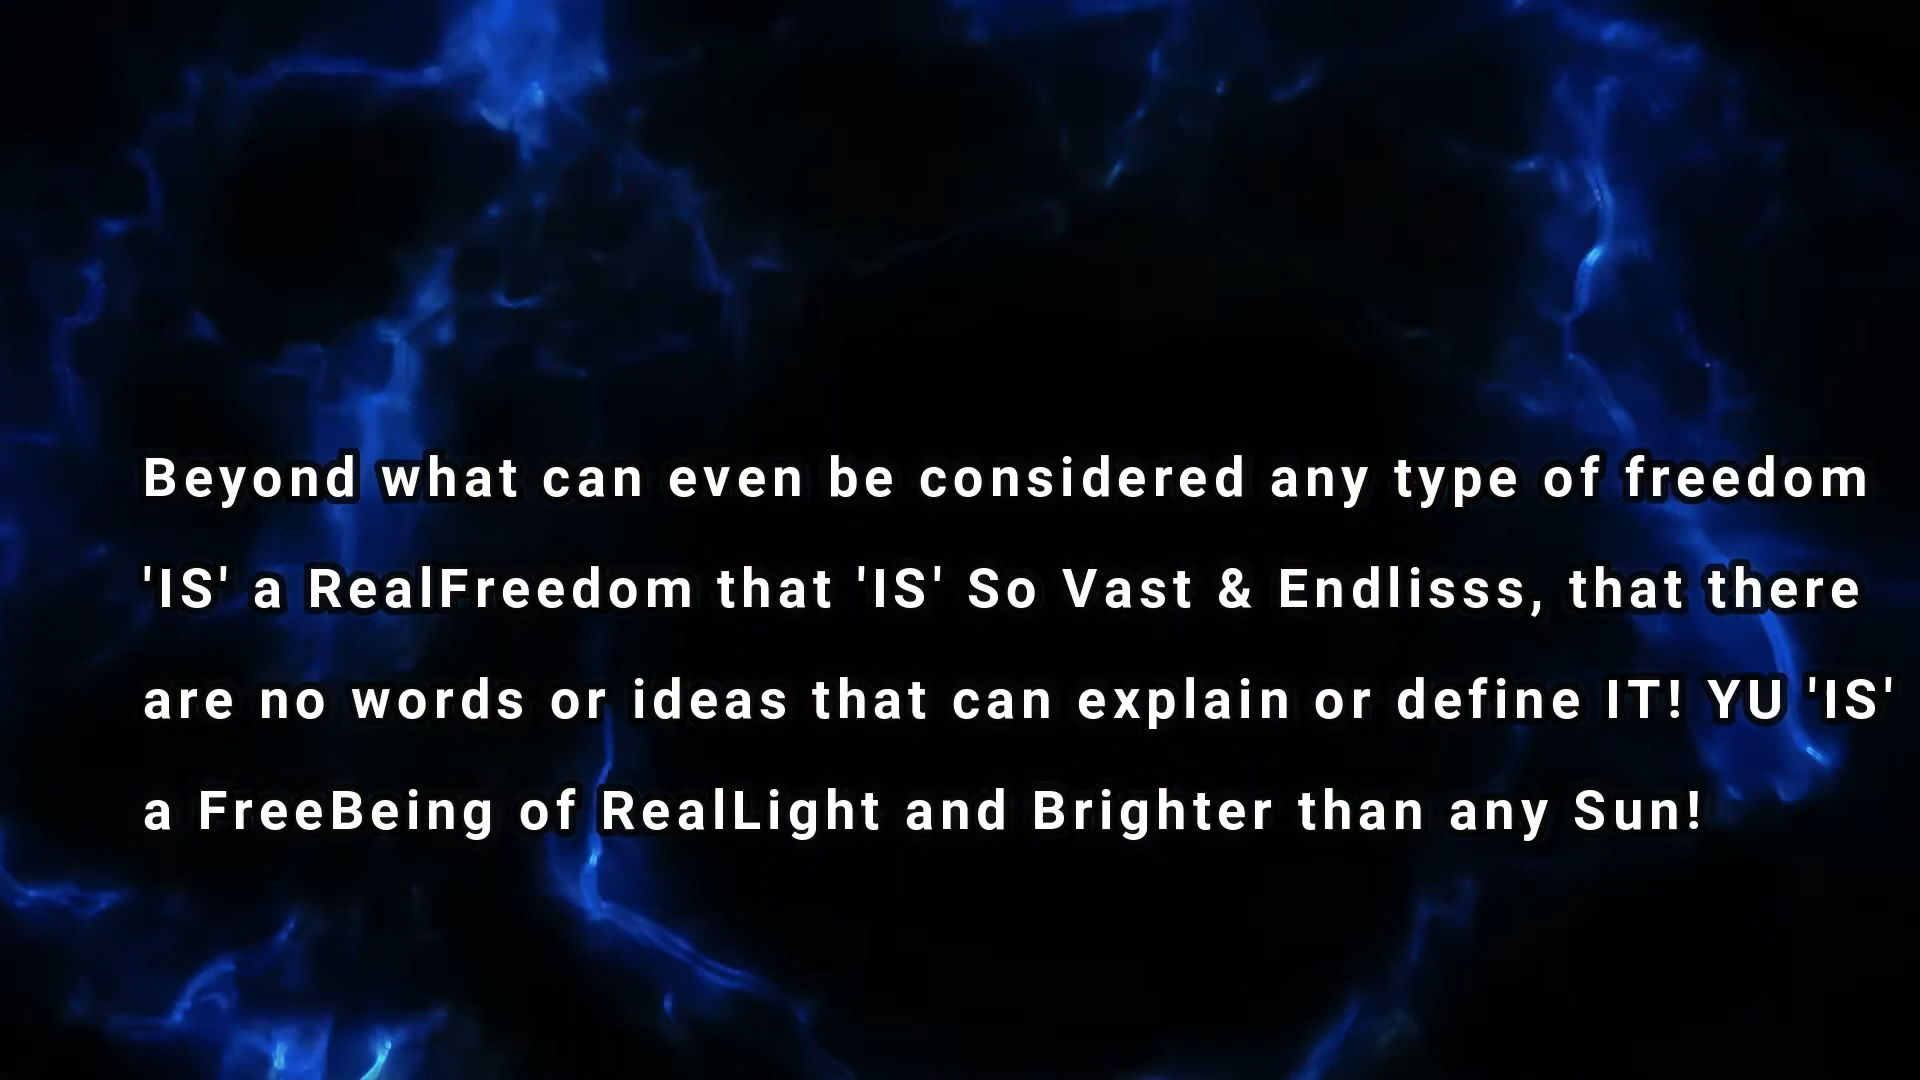 Beyond what can even be considered any type of freedom
'IS' a RealFreedom that 'IS' So Vast & Endlisss, that there
are no words or ideas that can explain or define IT! YU 'IS'
a FreeBeing of RealLight and Brighter than any Sun!